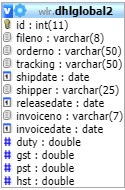 wlr.dhlglobal2
id : int(11)
fileno : varchar(8)
orderno : varchar(50)
tracking : varchar(50)
shipdate : date
shipper : varchar(25)
releasedate : date
invoiceno : varchar(7)
invoicedate : date
# duty : double
# gst : double
# pst : double
# hst : double